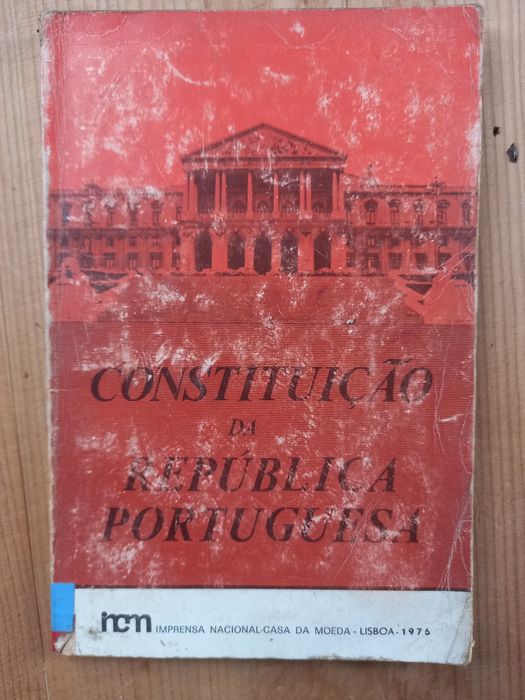 CONSTITUIÇÃO
DA
REPÚBLICA
PORTUGUESA
incm IMPRENSA NACIONAL-CASA DA MOEDA - LISBOA - 1976